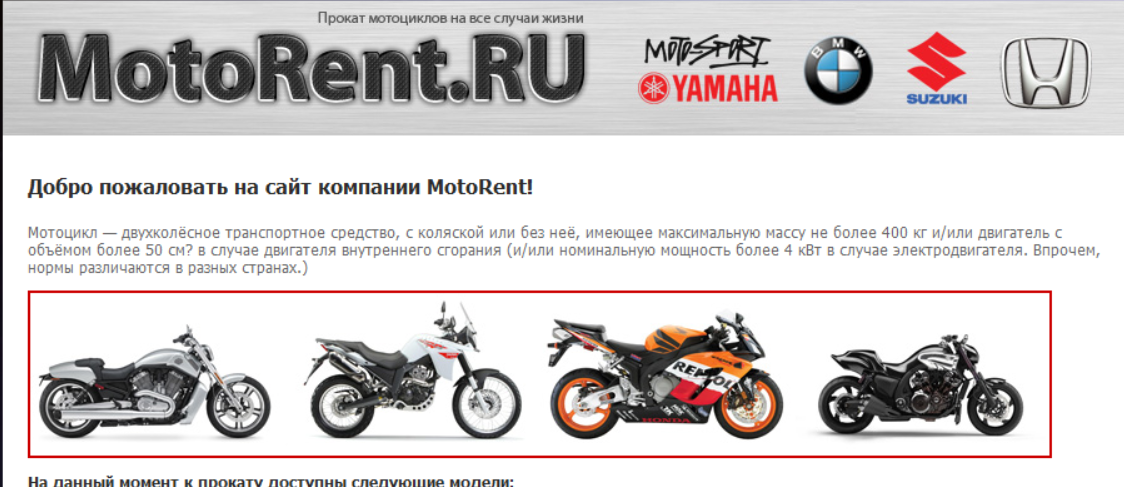 Прокат мотоциклов на все случаи жизни
MotoRent.RU
MOTOSPORT
YAMAHA
BMW
SUZUKI
Добро пожаловать на сайт компании MotoRent!
Мотоцикл — двухколёсное транспортное средство, с коляской или без неё, имеющее максимальную массу не более 400 кг и/или двигатель с
объёмом более 50 см? в случае двигателя внутреннего сгорания (и/или номинальную мощность более 4 кВт в случае электродвигателя. Впрочем,
нормы различаются в разных странах.)
REPSOL
HONDA
На данный момент к прокату доступны следующие модели: